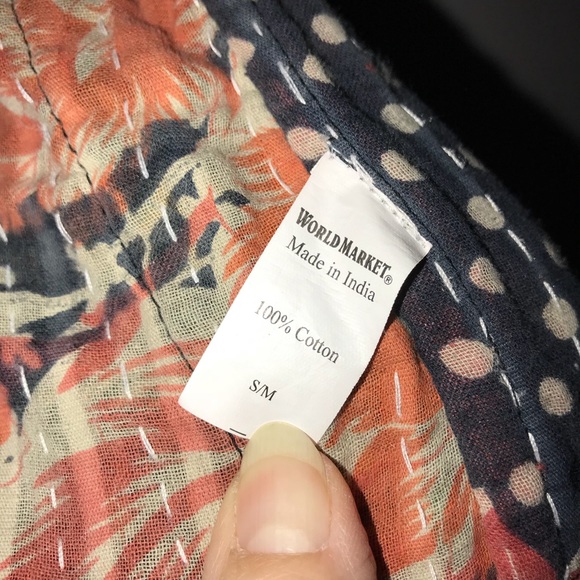 WORLDMARKET®
Made in India
100% Cotton
S/M